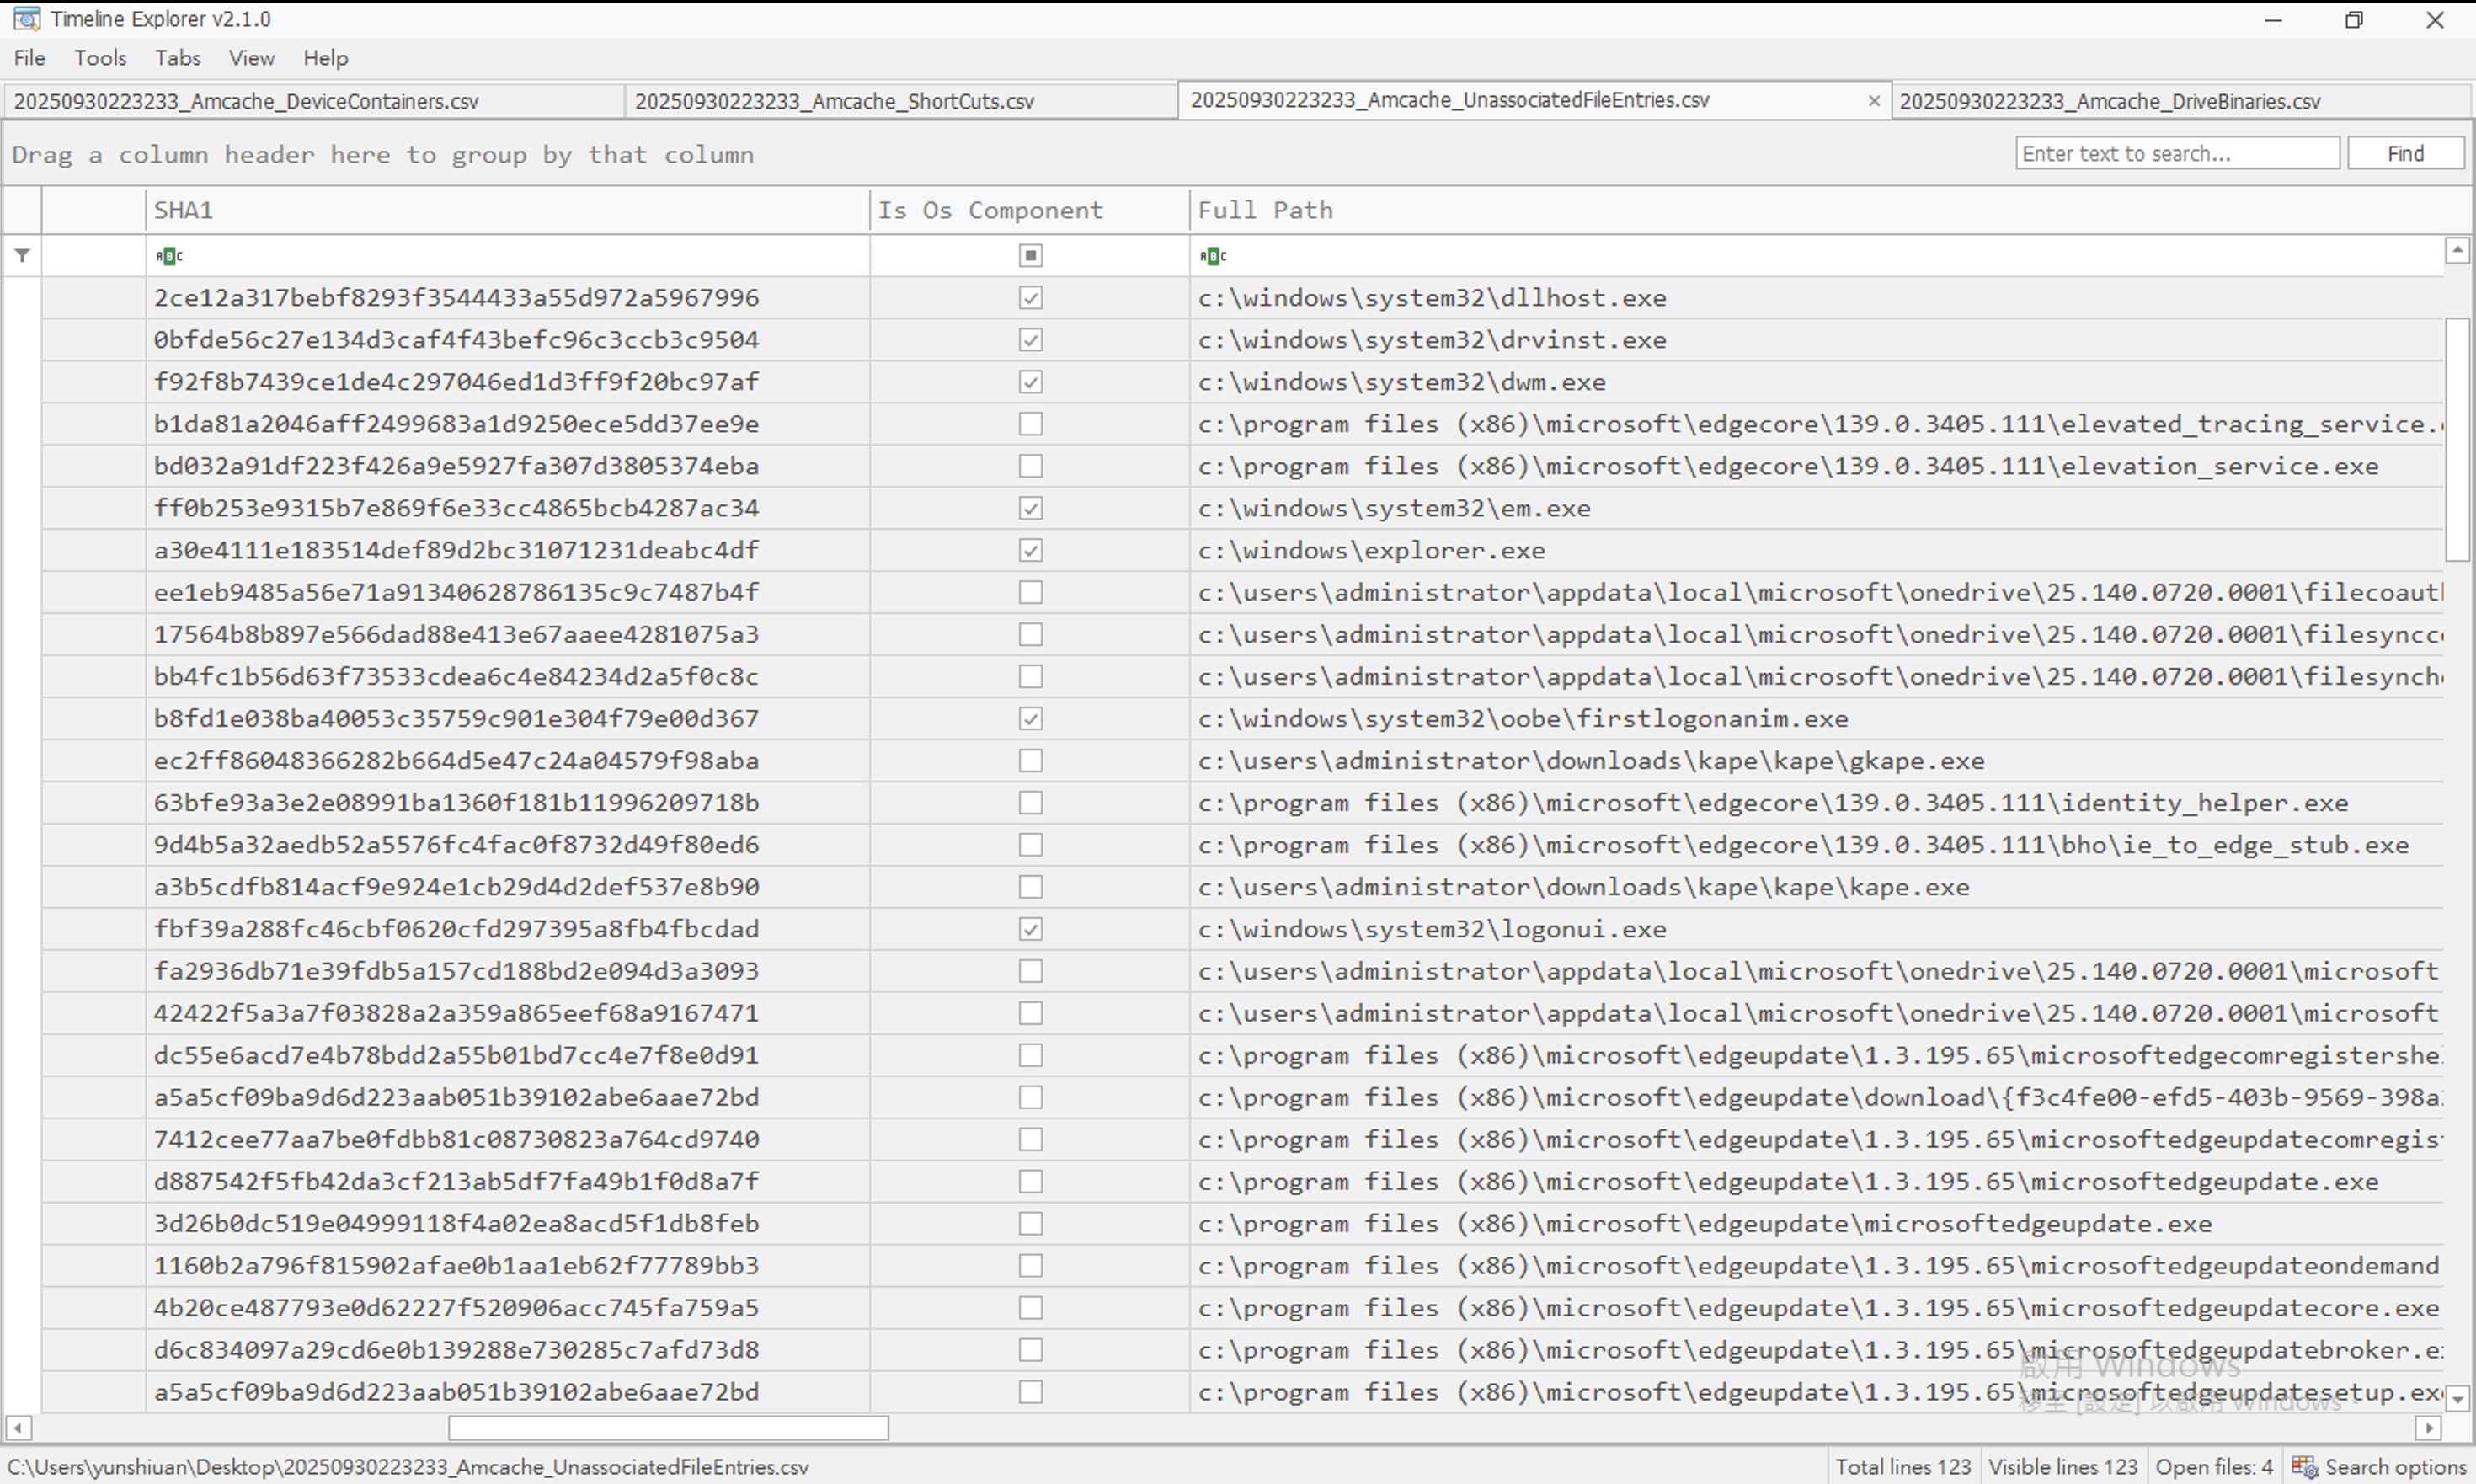 Timeline Explorer v2.1.0
File Tools Tabs View Help
20250930223233_Amcache_DeviceContainers.csv 20250930223233_Amcache_ShortCuts.csv 20250930223233_Amcache_UnassociatedFileEntries.csv 20250930223233_Amcache_DriveBinaries.csv
Drag a column header here to group by that column Enter text to search... Find
SHA1 Is Os Component Full Path
2ce12a317bebf8293f3544433a55d972a5967996 c:\windows\system32\dllhost.exe
0bfde56c27e134d3caf4f43befc96c3ccb3c9504 c:\windows\system32\drvinst.exe
f92f8b7439ce1de4c297046ed1d3ff9f20bc97af c:\windows\system32\dwm.exe
b1da81a2046aff2499683a1d9250ece5dd37ee9e c:\program files (x86)\microsoft\edgecore\139.0.3405.111\elevated_tracing_service.
bd032a91df223f426a9e5927fa307d3805374eba c:\program files (x86)\microsoft\edgecore\139.0.3405.111\elevation_service.exe
ff0b253e9315b7e869f6e33cc4865bcb4287ac34 c:\windows\system32\em.exe
a30e4111e183514def89d2bc31071231deabc4df c:\windows\explorer.exe
ee1eb9485a56e71a91340628786135c9c7487b4f c:\users\administrator\appdata\local\microsoft\onedrive\25.140.0720.0001\filecoaut
17564b8b897e566dad88e413e67aaee4281075a3 c:\users\administrator\appdata\local\microsoft\onedrive\25.140.0720.0001\filesyncc
bb4fc1b56d63f73533cdea6c4e84234d2a5f0c8c c:\users\administrator\appdata\local\microsoft\onedrive\25.140.0720.0001\filesynch
b8fd1e038ba40053c35759c901e304f79e00d367 c:\windows\system32\oobe\firstlogonanim.exe
ec2ff86048366282b664d5e47c24a04579f98aba c:\users\administrator\downloads\kape\kape\gkape.exe
63bfe93a3e2e08991ba1360f181b11996209718b c:\program files (x86)\microsoft\edgecore\139.0.3405.111\identity_helper.exe
9d4b5a32aedb52a5576fc4fac0f8732d49f80ed6 c:\program files (x86)\microsoft\edgecore\139.0.3405.111\bho\ie_to_edge_stub.exe
a3b5cdfb814acf9e924e1cb29d4d2def537e8b90 c:\users\administrator\downloads\kape\kape\kape.exe
fbf39a288fc46cbf0620cfd297395a8fb4fbcdad c:\windows\system32\logonui.exe
fa2936db71e39fdb5a157cd188bd2e094d3a3093 c:\users\administrator\appdata\local\microsoft\onedrive\25.140.0720.0001\microsoft
42422f5a3a7f03828a2a359a865eef68a9167471 c:\users\administrator\appdata\local\microsoft\onedrive\25.140.0720.0001\microsoft
dc55e6acd7e4b78bdd2a55b01bd7cc4e7f8e0d91 c:\program files (x86)\microsoft\edgeupdate\1.3.195.65\microsoftedgecomregistershe
a5a5cf09ba9d6d223aab051b39102abe6aae72bd c:\program files (x86)\microsoft\edgeupdate\download\{f3c4fe00-efd5-403b-9569-398a
7412cee77aa7be0fdbb81c08730823a764cd9740 c:\program files (x86)\microsoft\edgeupdate\1.3.195.65\microsoftedgeupdatecomregis
d887542f5fb42da3cf213ab5df7fa49b1f0d8a7f c:\program files (x86)\microsoft\edgeupdate\1.3.195.65\microsoftedgeupdate.exe
3d26b0dc519e04999118f4a02ea8acd5f1db8feb c:\program files (x86)\microsoft\edgeupdate\microsoftedgeupdate.exe
1160b2a796f815902afae0b1aa1eb62f77789bb3 c:\program files (x86)\microsoft\edgeupdate\1.3.195.65\microsoftedgeupdateondemand
4b20ce487793e0d62227f520906acc745fa759a5 c:\program files (x86)\microsoft\edgeupdate\1.3.195.65\microsoftedgeupdatecore.exe
d6c834097a29cd6e0b139288e730285c7afd73d8 c:\program files (x86)\microsoft\edgeupdate\1.3.195.65\microsoftedgeupdatebroker.e
啟用 Windows
a5a5cf09ba9d6d223aab051b39102abe6aae72bd c:\program files (x86)\microsoft\edgeupdate\1.3.195.65\microsoftedgeupdatesetup.ex
移至 [設定] 以啟用 Windows。
C:\Users\yunshiuan\Desktop\20250930223233_Amcache_UnassociatedFileEntries.csv Total lines 123 Visible lines 123 Open files: 4 Search options